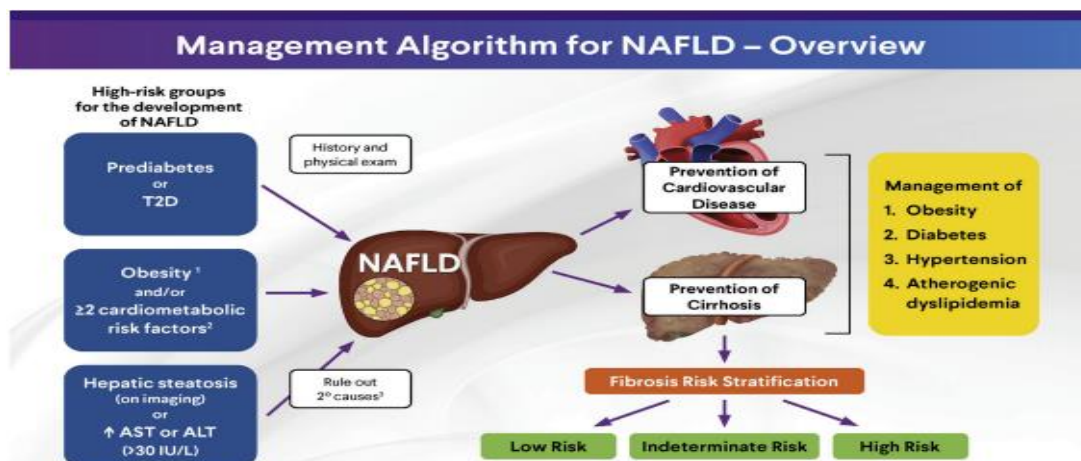 Management Algorithm for NAFLD – Overview
High-risk groups
for the development
of NAFLD
Prediabetes
or
T2D
Obesity ¹
and/or
≥2 cardiometabolic
risk factors²
Hepatic steatosis
(on imaging)
or
↑ AST or ALT
(>30 IU/L)
History and
physical exam
NAFLD
Rule out
2º causes³
Prevention of
Cardiovascular
Disease
Prevention of
Cirrhosis
Management of
1. Obesity
2. Diabetes
3. Hypertension
4. Atherogenic
dyslipidemia
Fibrosis Risk Stratification
Low Risk
Indeterminate Risk
High Risk